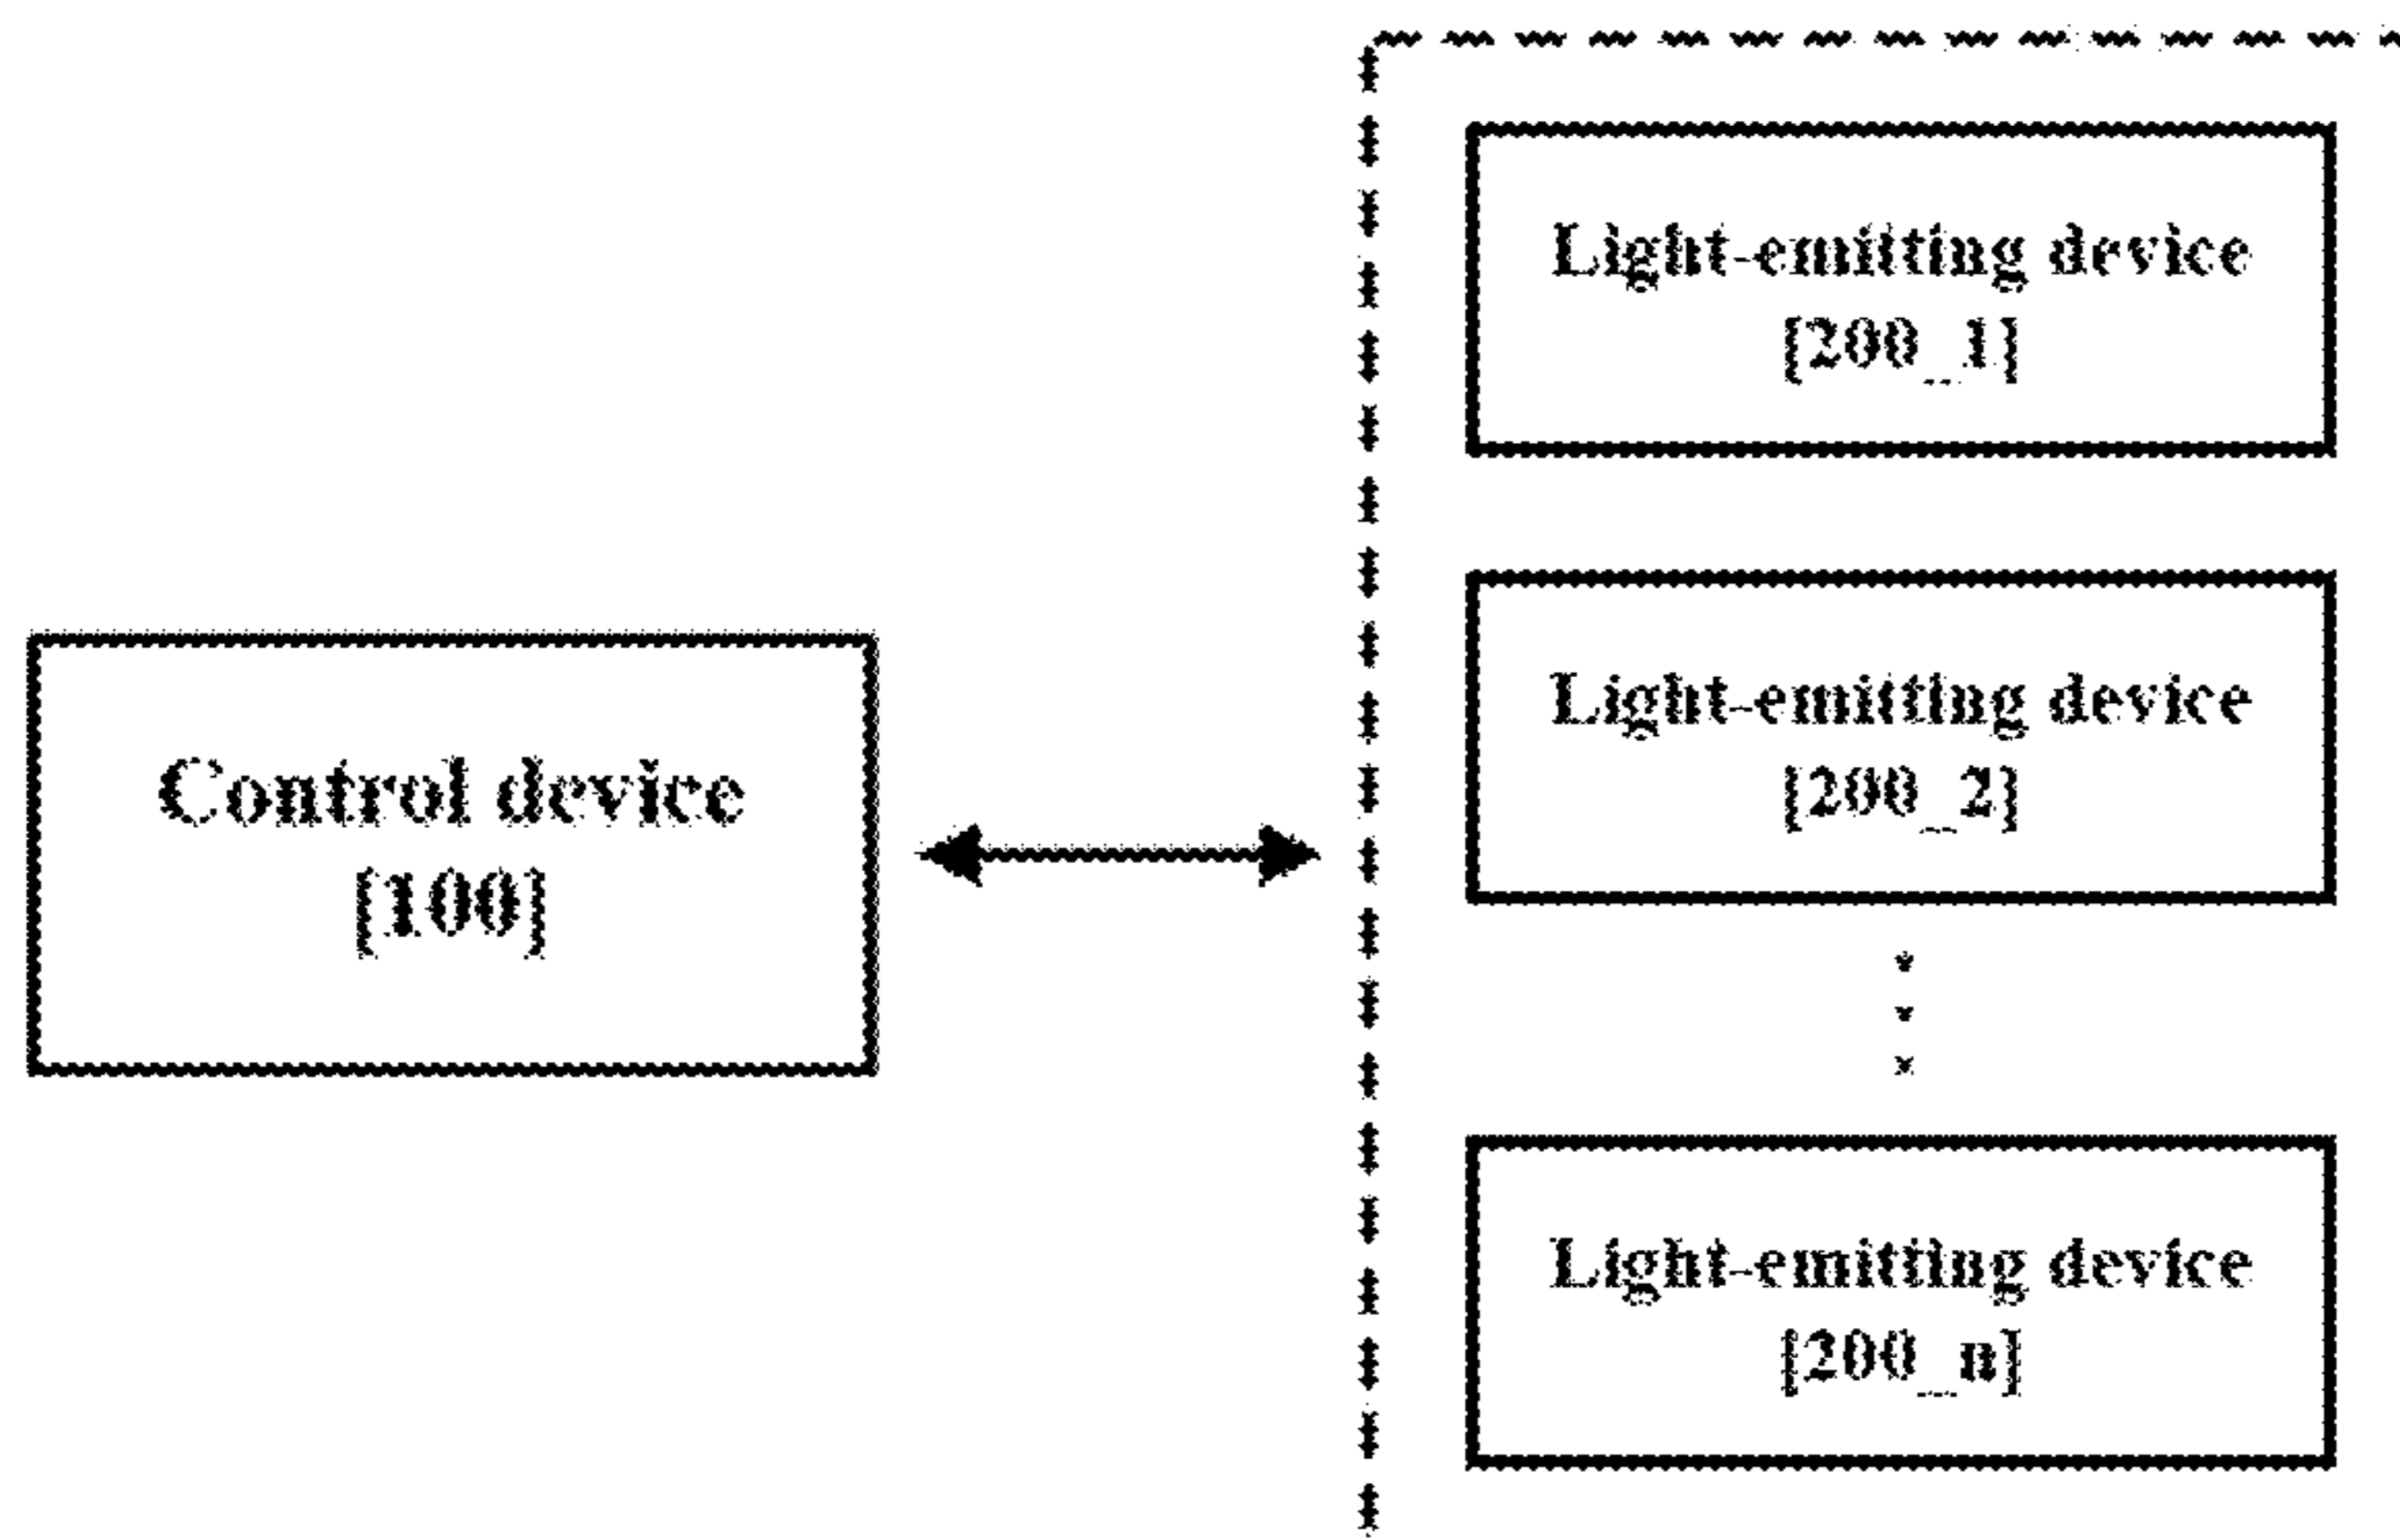 Light-emitting device
[200_1]
Light-emitting device
[200_2]
Control device
[100]
Light-emitting device
[200_n]